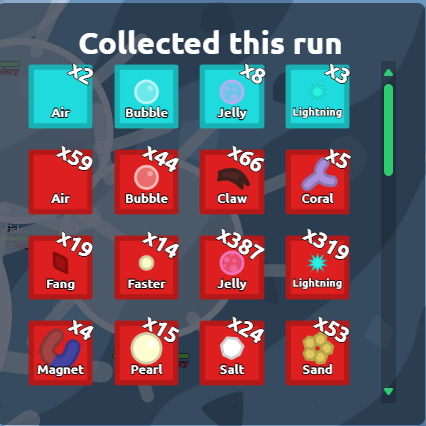 Collected this run
x2 x8 x3
Air Bubble Jelly Lightning
x59 x44 x66 x5
Air Bubble Claw Coral
x19 x14 x387 x319
Fang Faster Jelly Lightning
x4 x15 x24 x53
Magnet Pearl Salt Sand